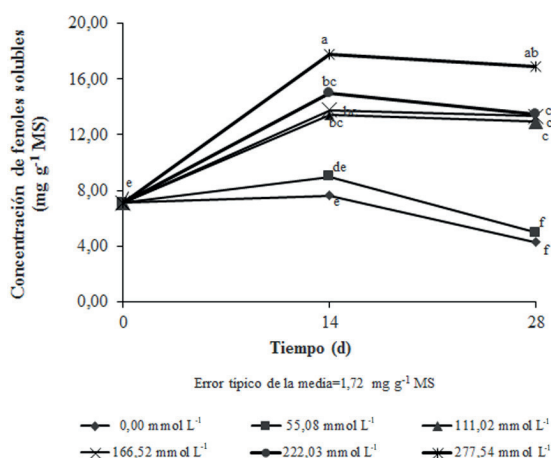 Concentración de fenoles solubles
(mg g⁻¹ MS)
20,00
16,00
12,00
8,00
4,00
0,00
a
ab
bc
bc
bc
c
c
c
e
de
e
f
f
0
14
28
Tiempo (d)
Error típico de la media=1,72 mg g⁻¹ MS
0,00 mmol L⁻¹
55,08 mmol L⁻¹
111,02 mmol L⁻¹
166,52 mmol L⁻¹
222,03 mmol L⁻¹
277,54 mmol L⁻¹